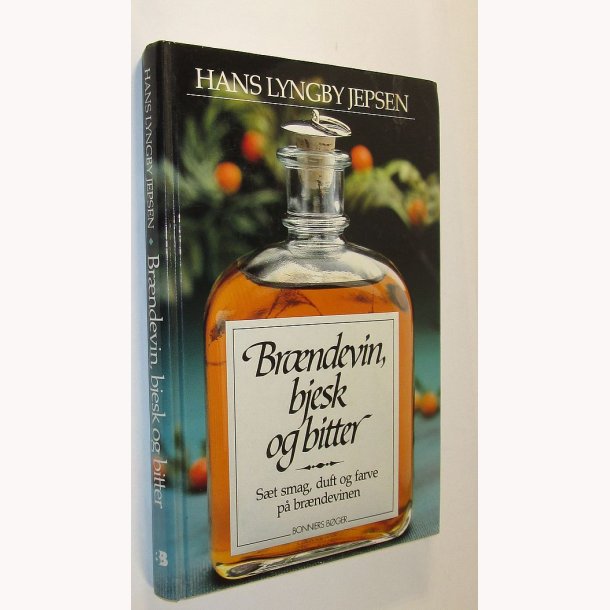 HANS LYNGBY JEPSEN
Brændevin,
bjesk
og bitter
Sæt smag, duft og farve
på brændevinen
BONNIERS BØGER
HANS LYNGBY JEPSEN ◆ Brændevin, bjesk og bitter
B